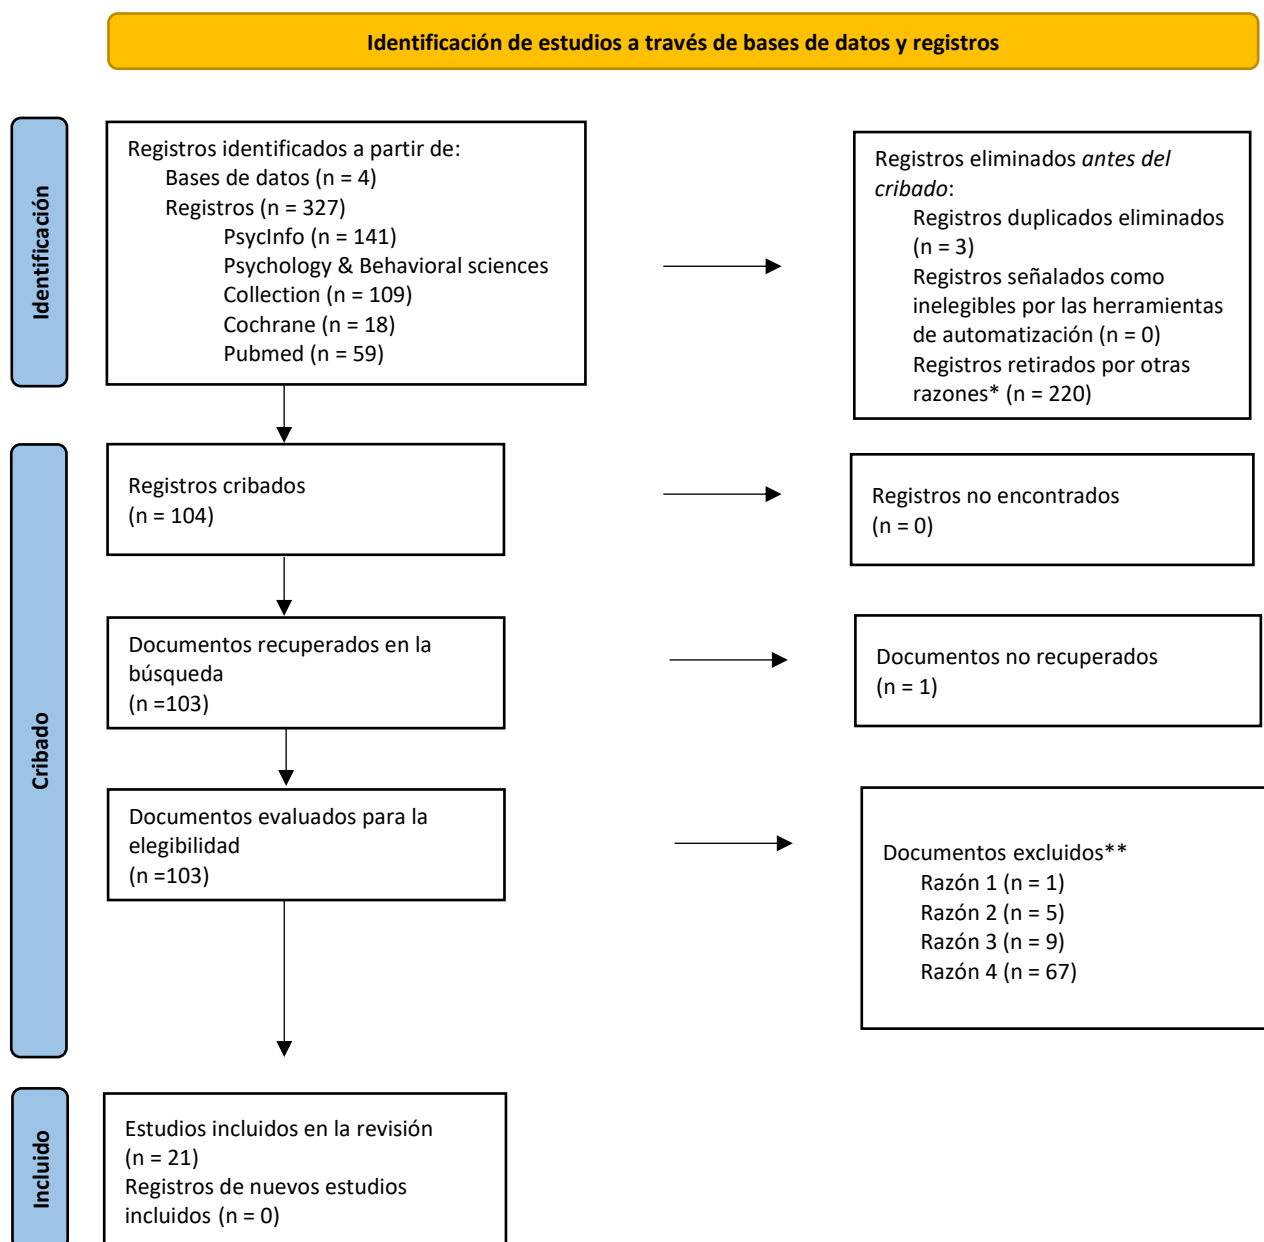 Identificación de estudios a través de bases de datos y registros
Identificación
Registros identificados a partir de:
Bases de datos (n = 4)
Registros (n = 327)
PsycInfo (n = 141)
Psychology & Behavioral sciences
Collection (n = 109)
Cochrane (n = 18)
Pubmed (n = 59)
Registros eliminados antes del
cribado:
Registros duplicados eliminados
(n = 3)
Registros señalados como
inelegibles por las herramientas
de automatización (n = 0)
Registros retirados por otras
razones* (n = 220)
Cribado
Registros cribados
(n = 104)
Registros no encontrados
(n = 0)
Documentos recuperados en la
búsqueda
(n =103)
Documentos no recuperados
(n = 1)
Documentos evaluados para la
elegibilidad
(n =103)
Documentos excluidos**
Razón 1 (n = 1)
Razón 2 (n = 5)
Razón 3 (n = 9)
Razón 4 (n = 67)
Incluido
Estudios incluidos en la revisión
(n = 21)
Registros de nuevos estudios
incluidos (n = 0)